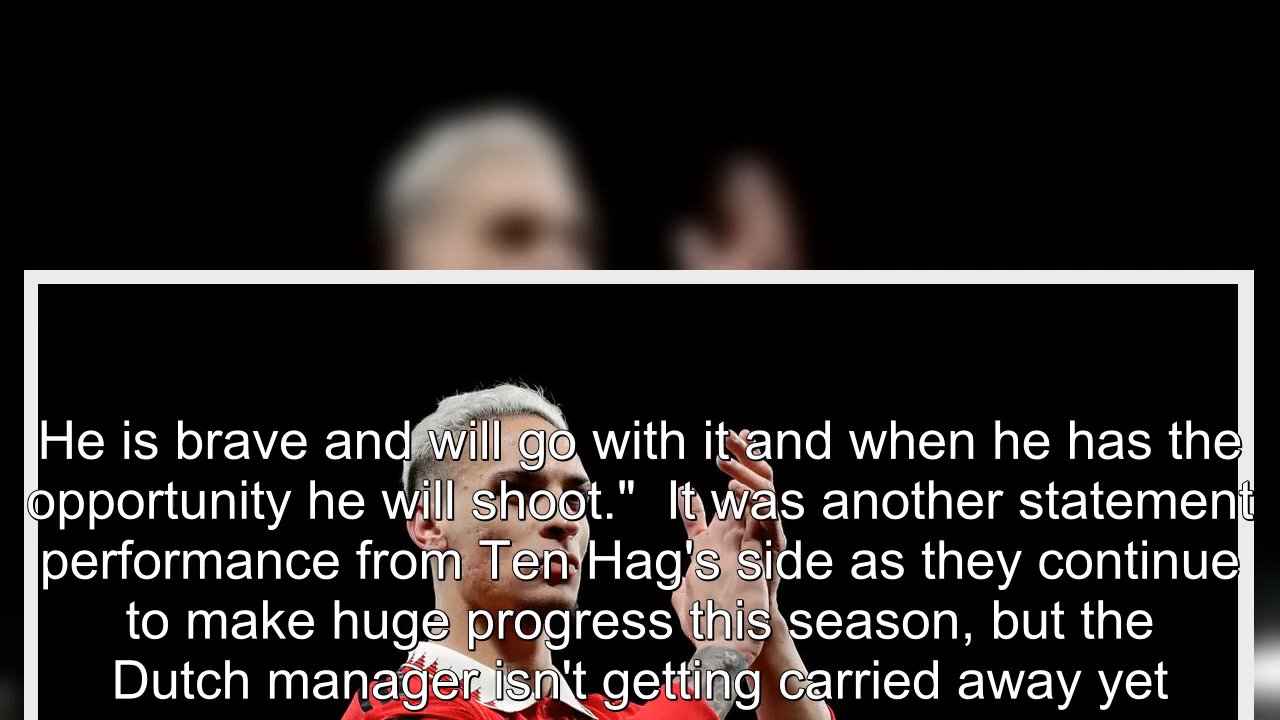 He is brave and will go with it and when he has the
opportunity he will shoot."  It was another statement
performance from Ten Hag's side as they continue
to make huge progress this season, but the
Dutch manager isn't getting carried away yet